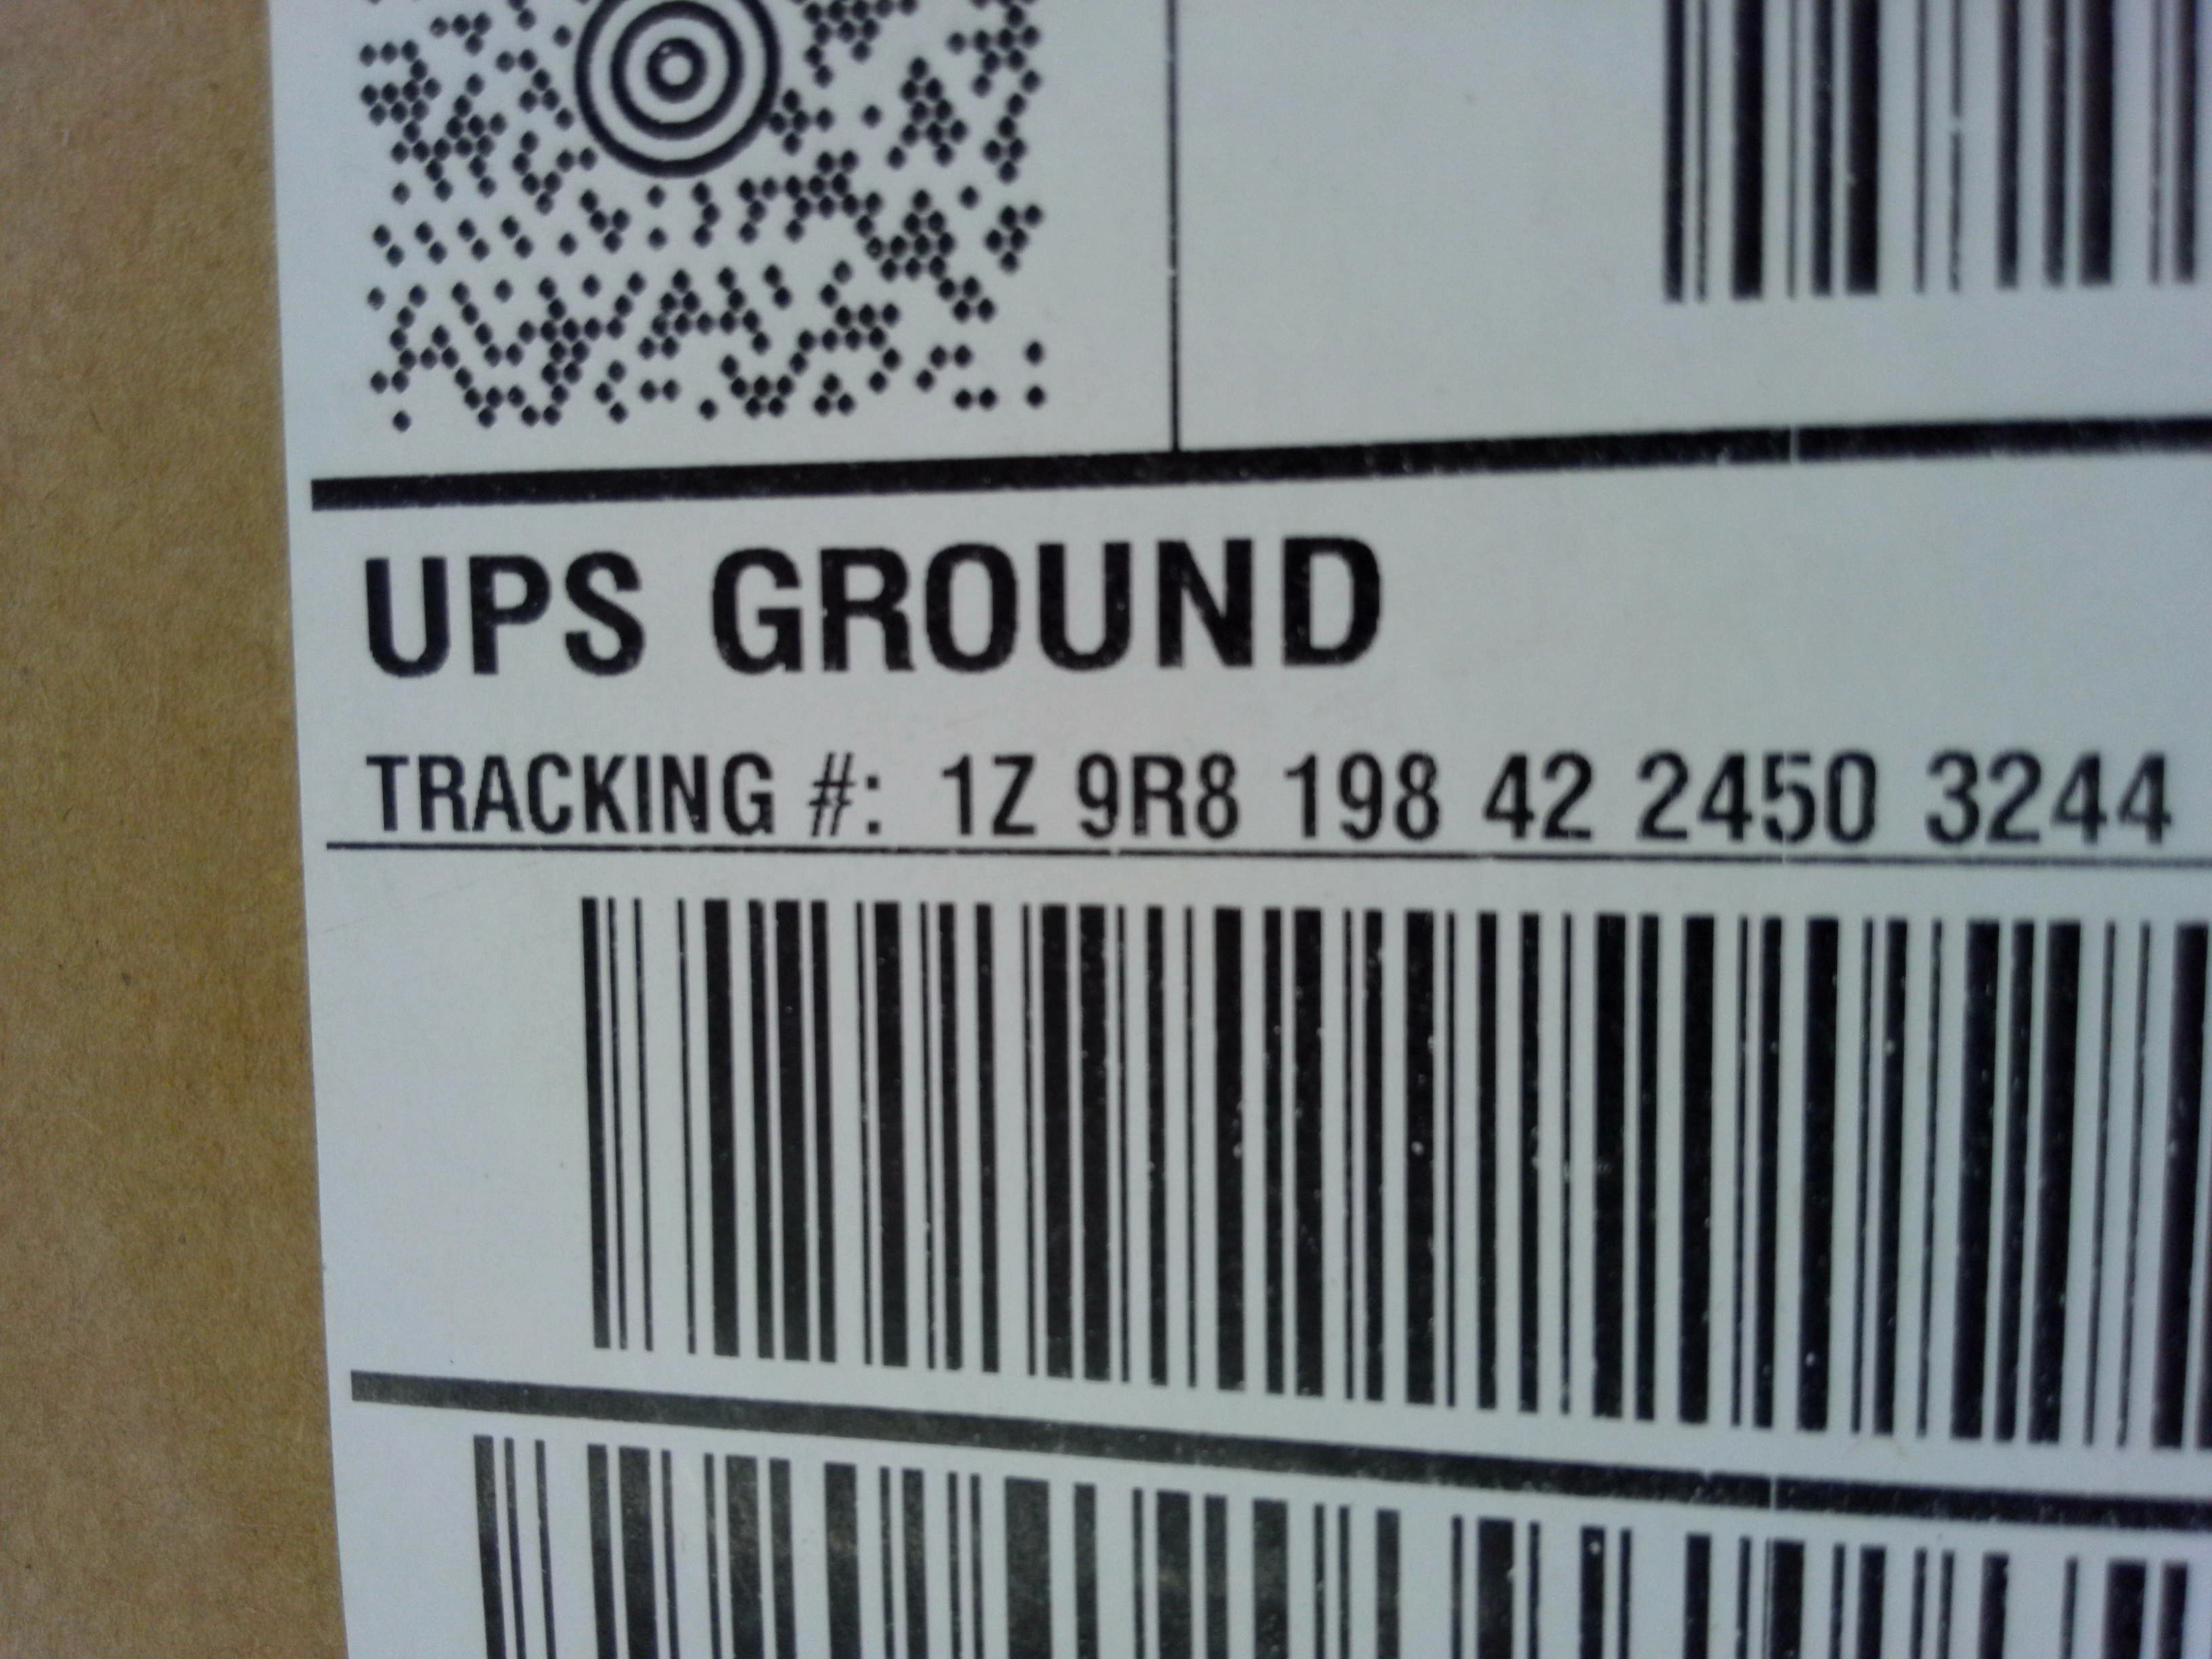 UPS GROUND
TRACKING #: 1Z 9R8 198 42 2450 3244